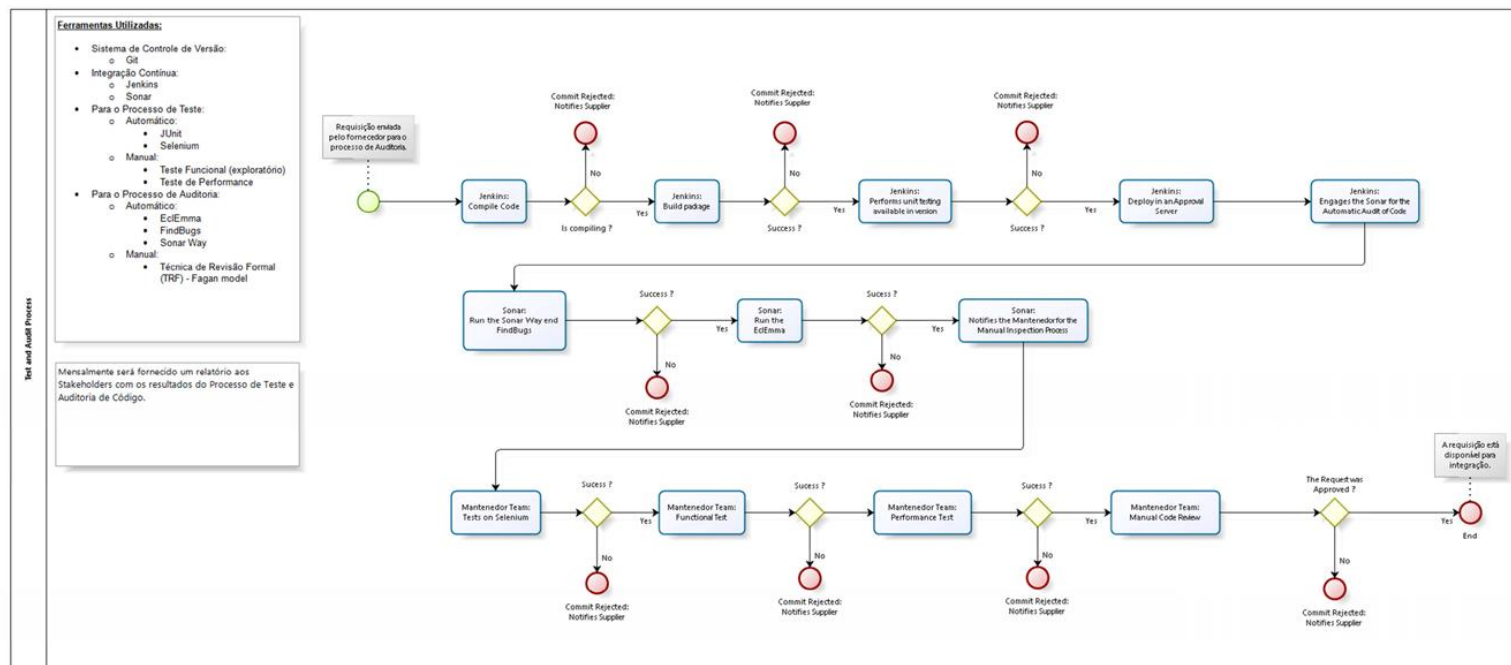 Test and Audit Process
Ferramentas Utilizadas:
• Sistema de Controle de Versão:
o Git
• Integração Contínua:
o Jenkins
o Sonar
• Para o Processo de Teste:
o Automático:
▪ JUnit
▪ Selenium
o Manual:
▪ Teste Funcional (exploratório)
▪ Teste de Performance
• Para o Processo de Auditoria:
o Automático:
▪ EclEmma
▪ FindBugs
▪ Sonar Way
o Manual:
▪ Técnica de Revisão Formal
(TRF) - Fagan model
Mensalmente será fornecido um relatório aos
Stakeholders com os resultados do Processo de Teste e
Auditoria de Código.
Requisição enviada
pelo fornecedor para o
processo de Auditoria.
Jenkins:
Compile Code
Is compiling ?
No
Commit Rejected:
Notifies Supplier
Yes
Jenkins:
Build package
Success ?
No
Commit Rejected:
Notifies Supplier
Yes
Jenkins:
Performs unit testing
available in version
Success ?
No
Commit Rejected:
Notifies Supplier
Yes
Jenkins:
Deploy in an Approval
Server
Jenkins:
Engages the Sonar for the
Automatic Audit of Code
Sonar:
Run the Sonar Way end
FindBugs
Success ?
No
Commit Rejected:
Notifies Supplier
Yes
Sonar:
Run the
EclEmma
Sucess ?
No
Commit Rejected:
Notifies Supplier
Yes
Sonar:
Notifies the Mantenedor for the
Manual Inspection Process
Mantenedor Team:
Tests on Selenium
Sucess ?
No
Commit Rejected:
Notifies Supplier
Yes
Mantenedor Team:
Functional Test
Sucess ?
No
Commit Rejected:
Notifies Supplier
Yes
Mantenedor Team:
Performance Test
Sucess ?
No
Commit Rejected:
Notifies Supplier
Yes
Mantenedor Team:
Manual Code Review
The Request was
Approved ?
No
Commit Rejected:
Notifies Supplier
Yes
End
A requisição está
disponível para
integração.